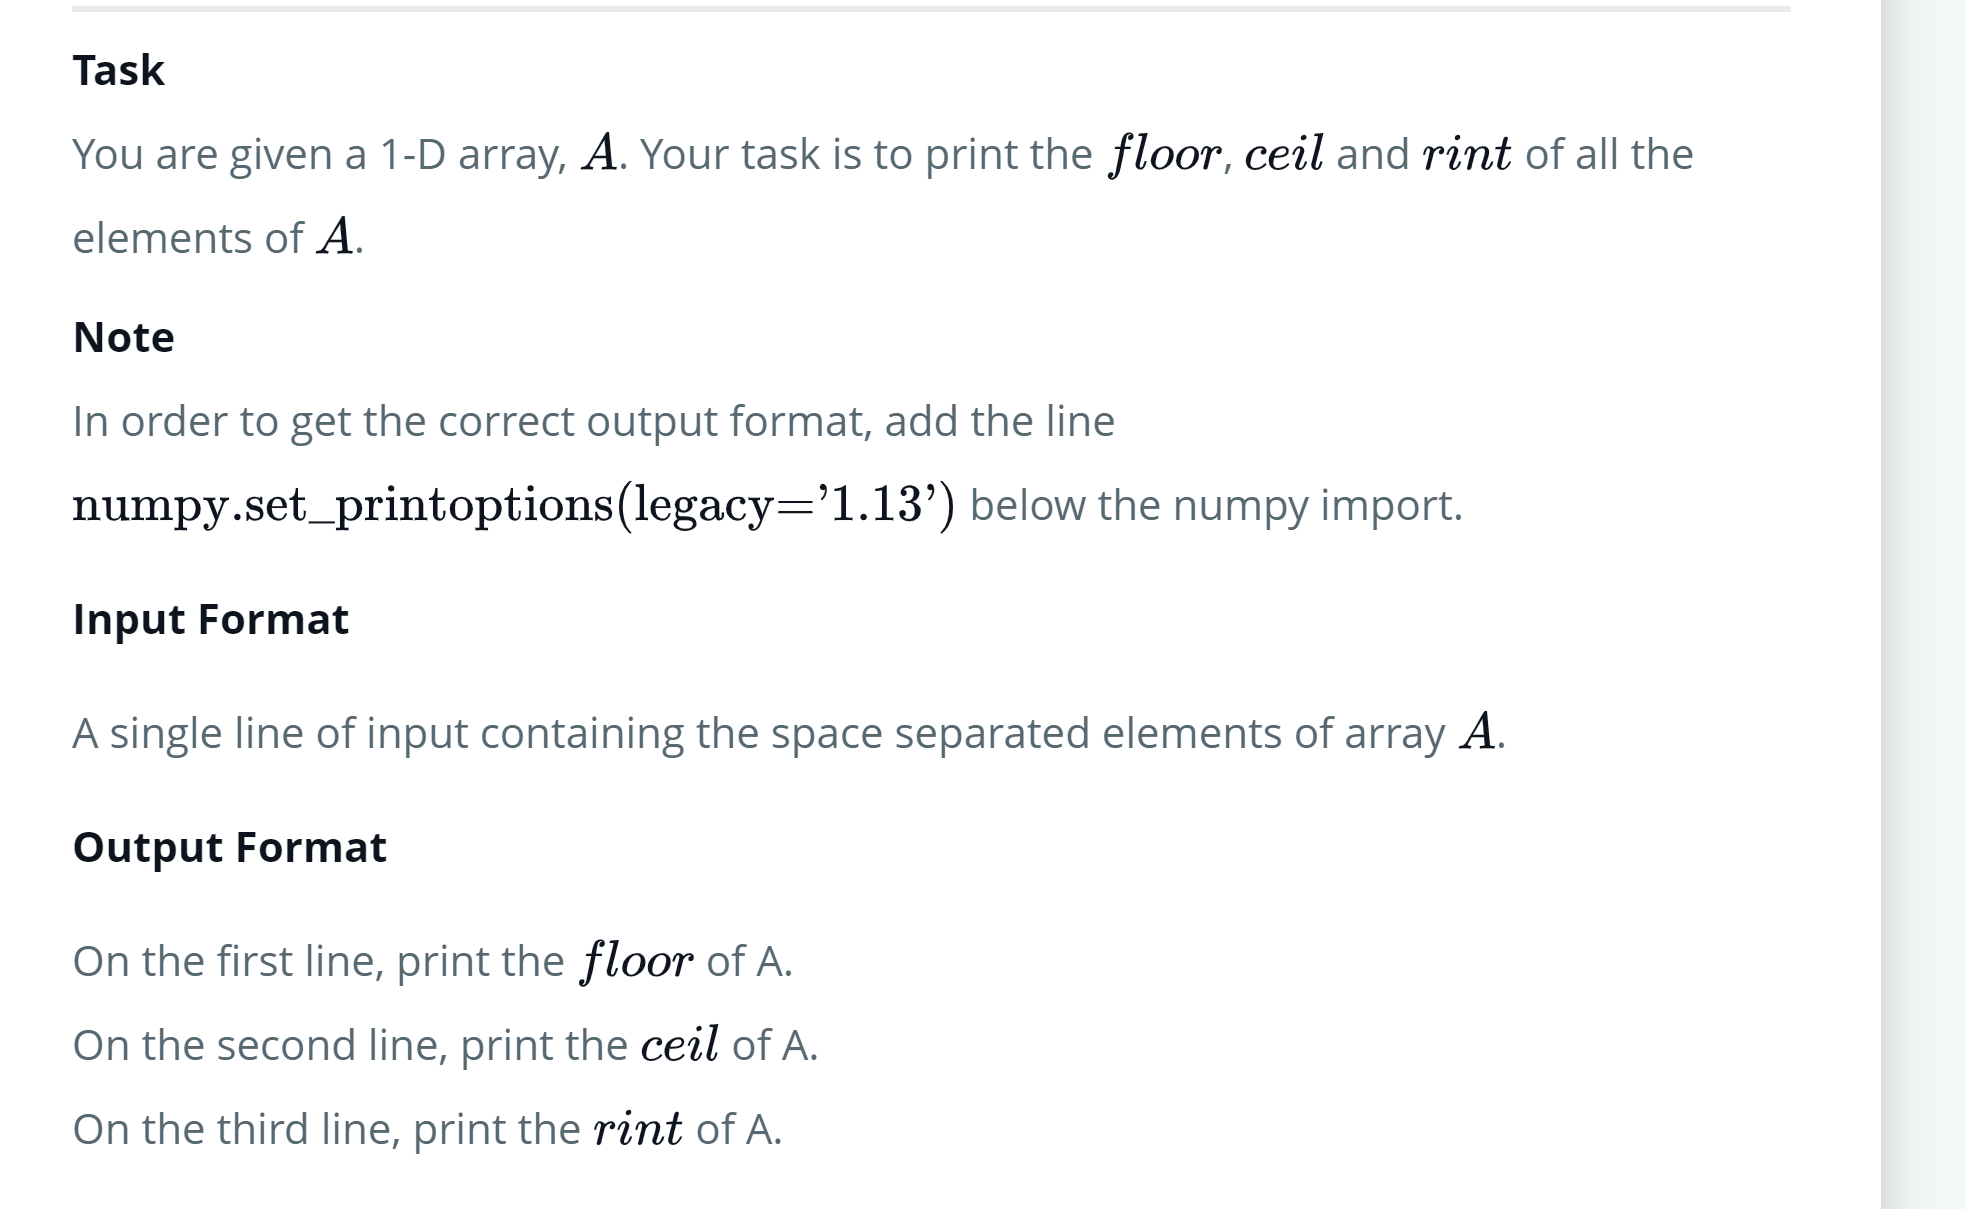 Task
You are given a 1-D array, A. Your task is to print the floor, ceil and rint of all the
elements of A.
Note
In order to get the correct output format, add the line
numpy.set_printoptions(legacy=’1.13’) below the numpy import.
Input Format
A single line of input containing the space separated elements of array A.
Output Format
On the first line, print the floor of A.
On the second line, print the ceil of A.
On the third line, print the rint of A.